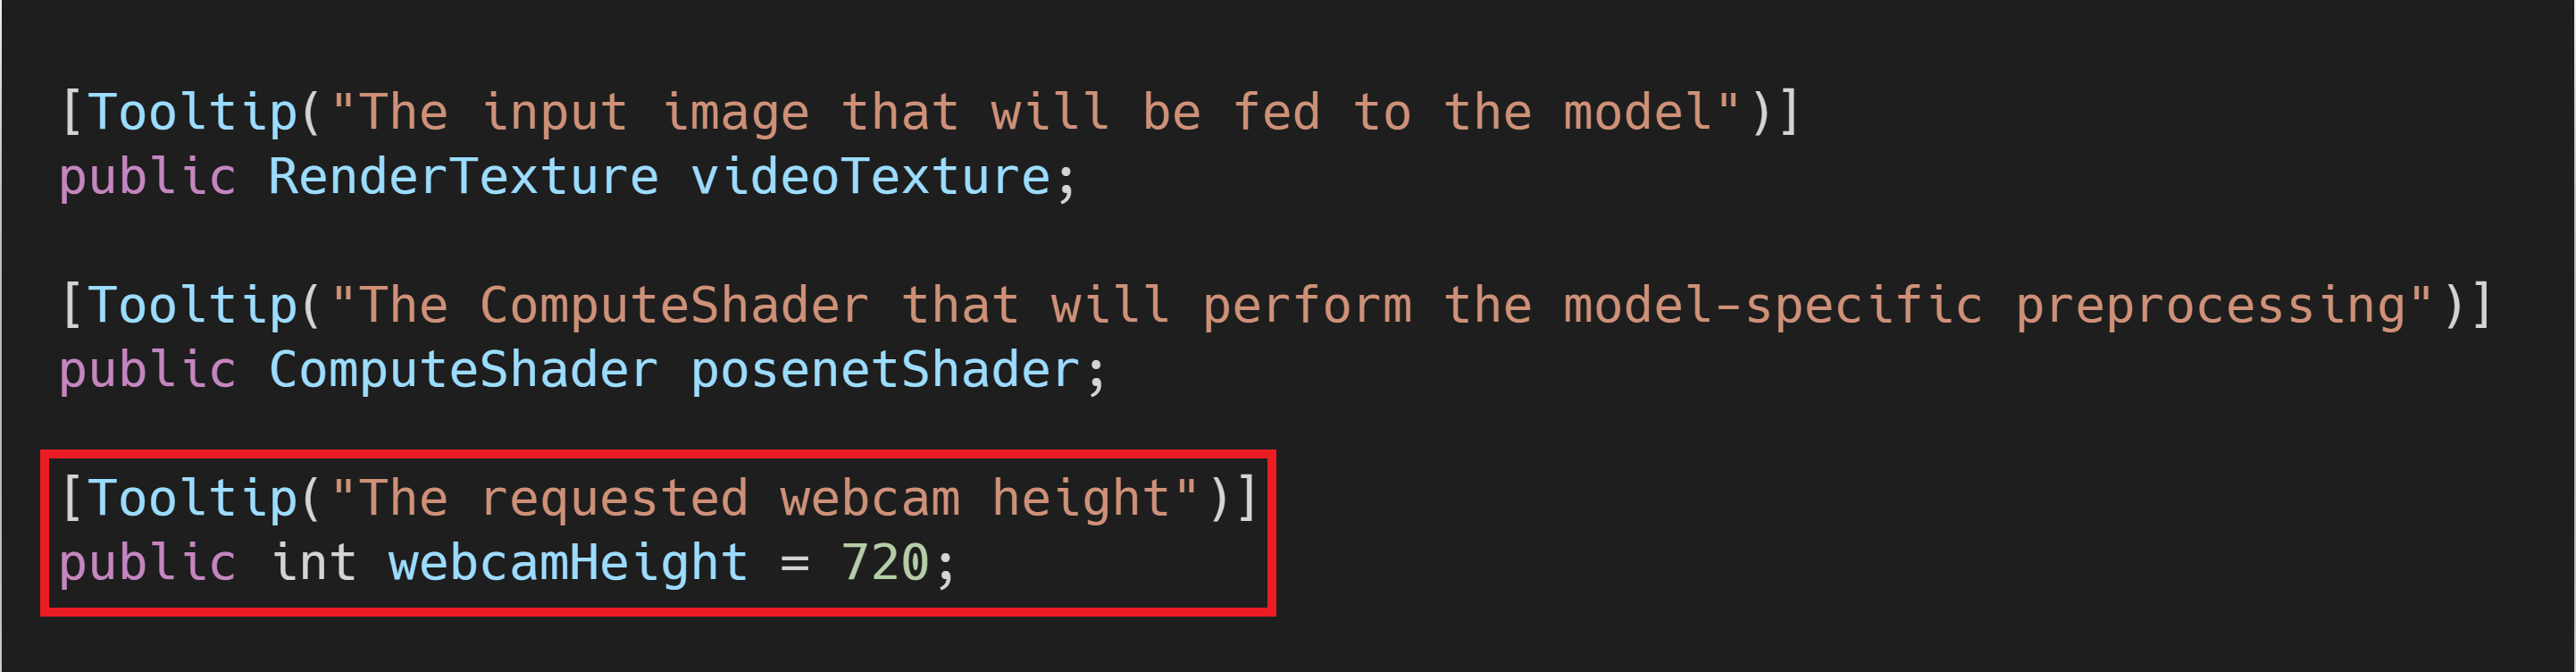 [Tooltip("The input image that will be fed to the model")]
public RenderTexture videoTexture;
[Tooltip("The ComputeShader that will perform the model-specific preprocessing")]
public ComputeShader posenetShader;
[Tooltip("The requested webcam height")]
public int webcamHeight = 720;